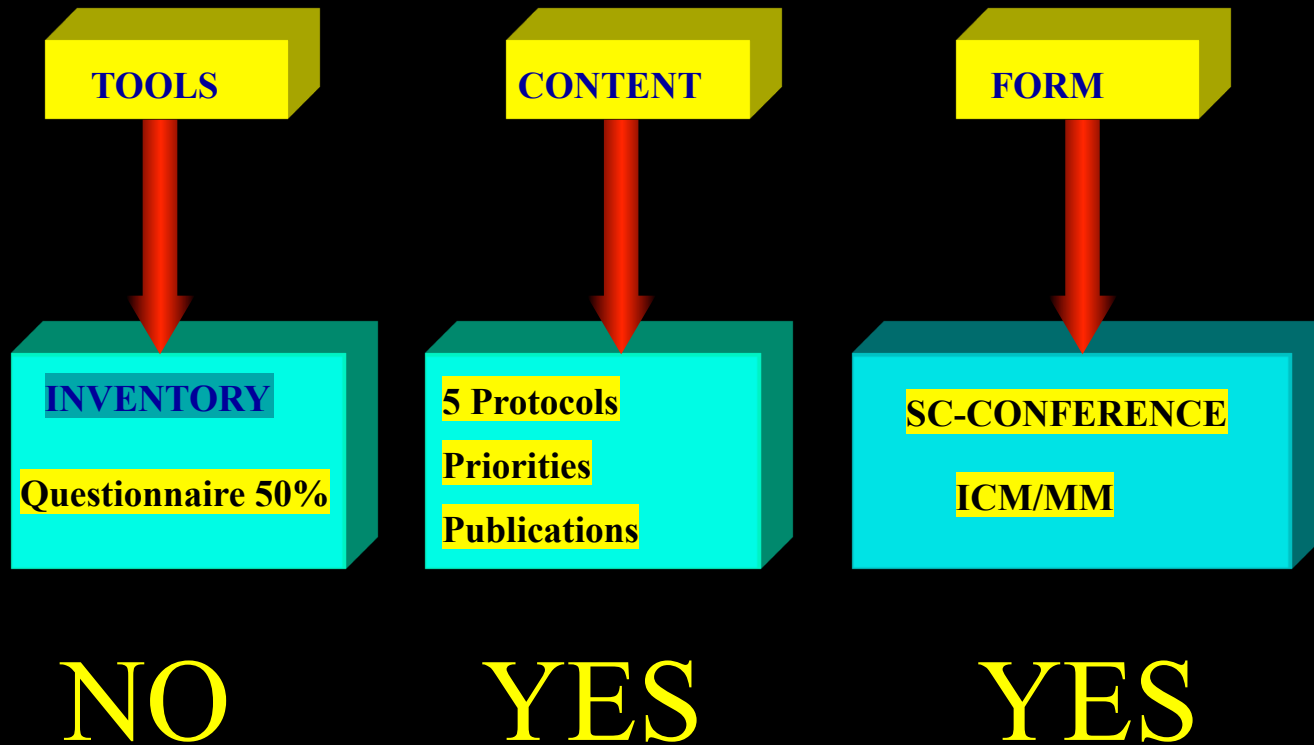 TOOLS
CONTENT
FORM
INVENTORY
Questionnaire 50%
5 Protocols
Priorities
Publications
SC-CONFERENCE
ICM/MM
NO
YES
YES